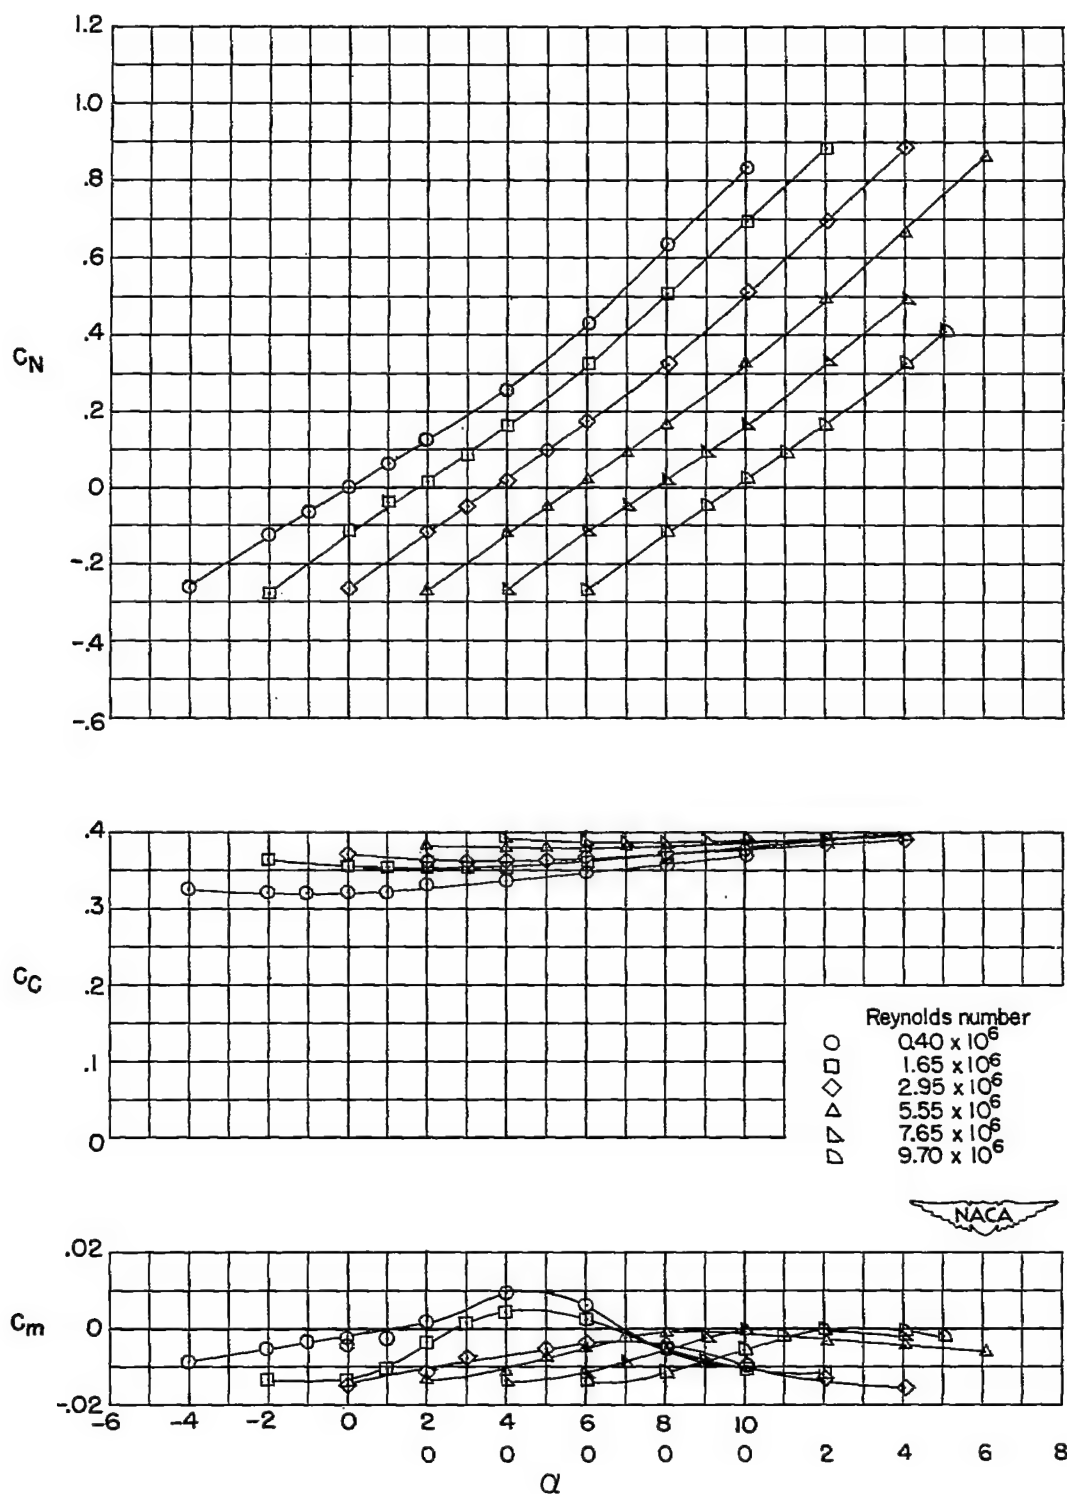 1.2
1.0
.8
.6
.4
C_N
.2
0
-.2
-.4
-.6
.4
.3
C_C
.2
.1
0
Reynolds number
0.40 x 10^6
1.65 x 10^6
2.95 x 10^6
5.55 x 10^6
7.65 x 10^6
9.70 x 10^6
NACA
.02
C_m
0
-.02
-6 -4 -2 0 2 4 6 8 10
0 0 0 0 0 2 4 6 8
α